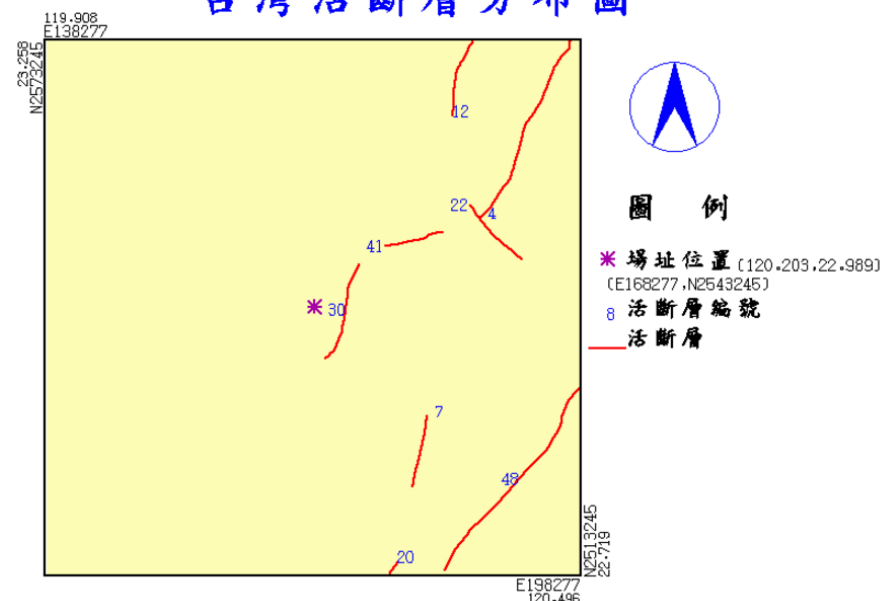 台灣活斷層分布圖
119.908
E138277
23.258
N2573245
12
22
4
41
30
7
48
20
圖 例
場址位置(120.203,22.989)
(E168277,N2543245)
8 活斷層編號
活斷層
N2513245
22.719
E198277
120.496